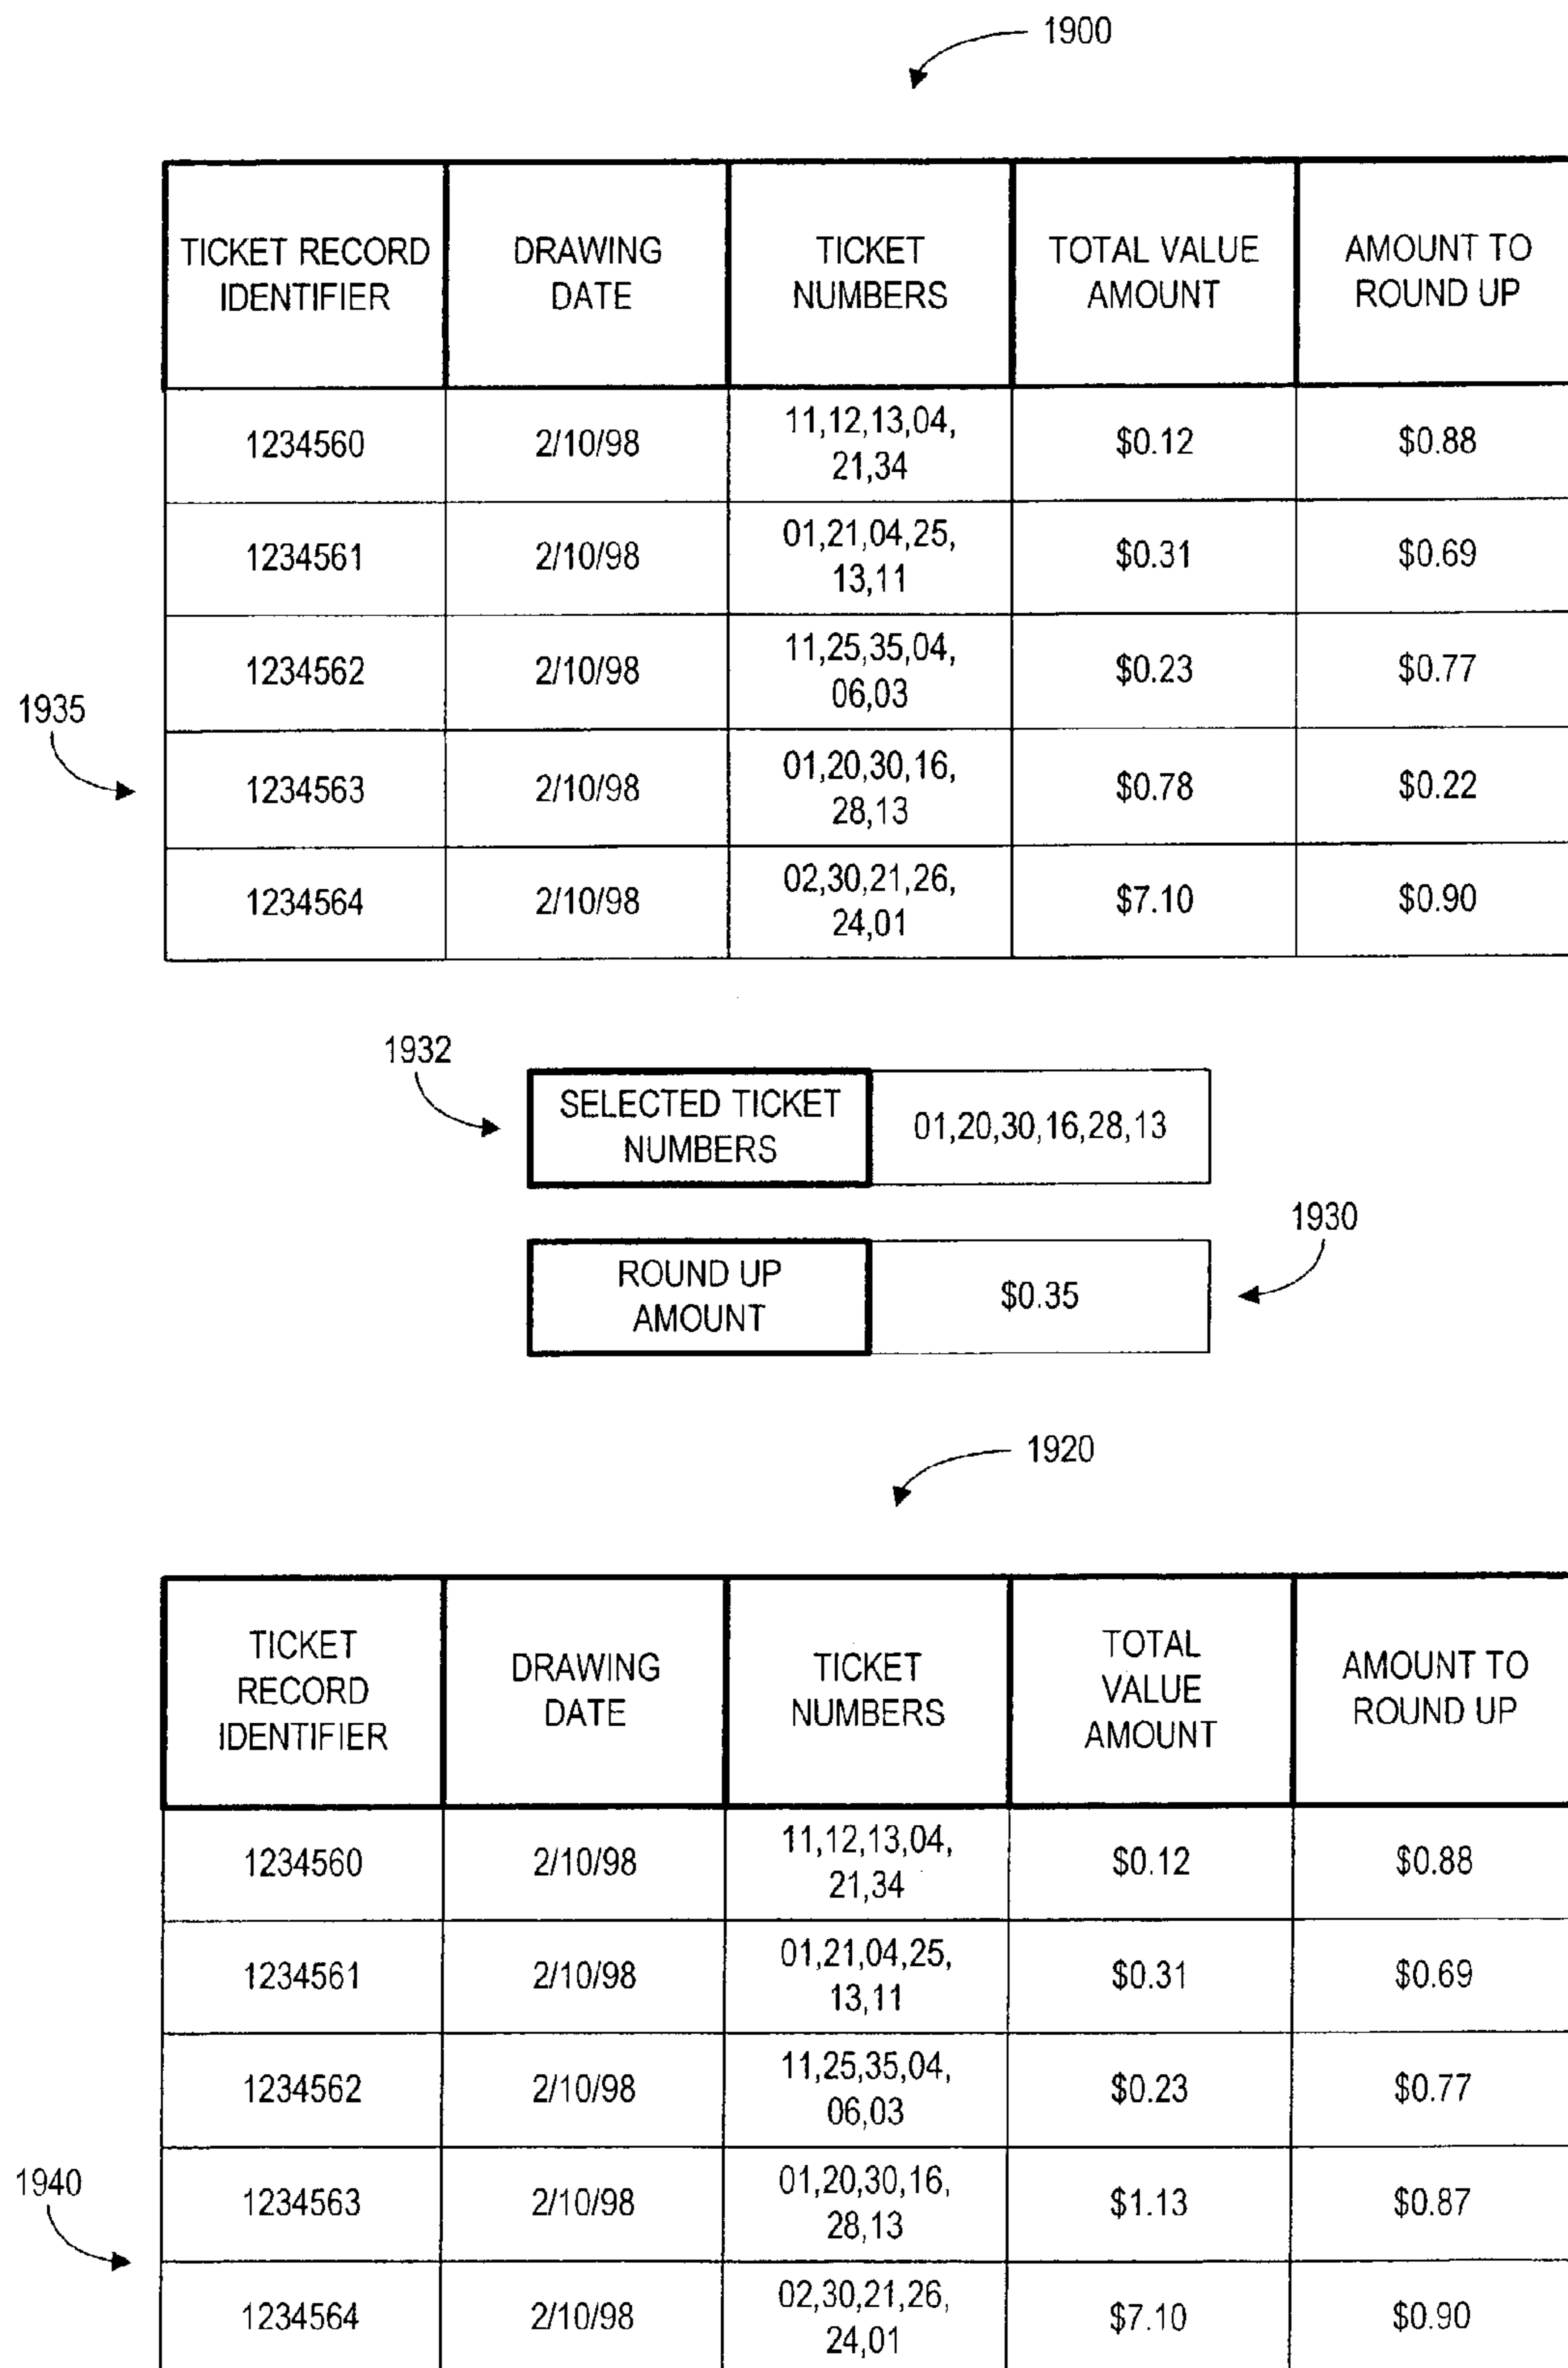 1900
TICKET RECORD
IDENTIFIER
DRAWING
DATE
TICKET
NUMBERS
TOTAL VALUE
AMOUNT
AMOUNT TO
ROUND UP
1234560
2/10/98
11,12,13,04,
21,34
$0.12
$0.88
1234561
2/10/98
01,21,04,25,
13,11
$0.31
$0.69
1234562
2/10/98
11,25,35,04,
06,03
$0.23
$0.77
1935
1234563
2/10/98
01,20,30,16,
28,13
$0.78
$0.22
1234564
2/10/98
02,30,21,26,
24,01
$7.10
$0.90
1932
SELECTED TICKET
NUMBERS
01,20,30,16,28,13
1930
ROUND UP
AMOUNT
$0.35
1920
TICKET
RECORD
IDENTIFIER
DRAWING
DATE
TICKET
NUMBERS
TOTAL
VALUE
AMOUNT
AMOUNT TO
ROUND UP
1234560
2/10/98
11,12,13,04,
21,34
$0.12
$0.88
1234561
2/10/98
01,21,04,25,
13,11
$0.31
$0.69
1234562
2/10/98
11,25,35,04,
06,03
$0.23
$0.77
1940
1234563
2/10/98
01,20,30,16,
28,13
$1.13
$0.87
1234564
2/10/98
02,30,21,26,
24,01
$7.10
$0.90